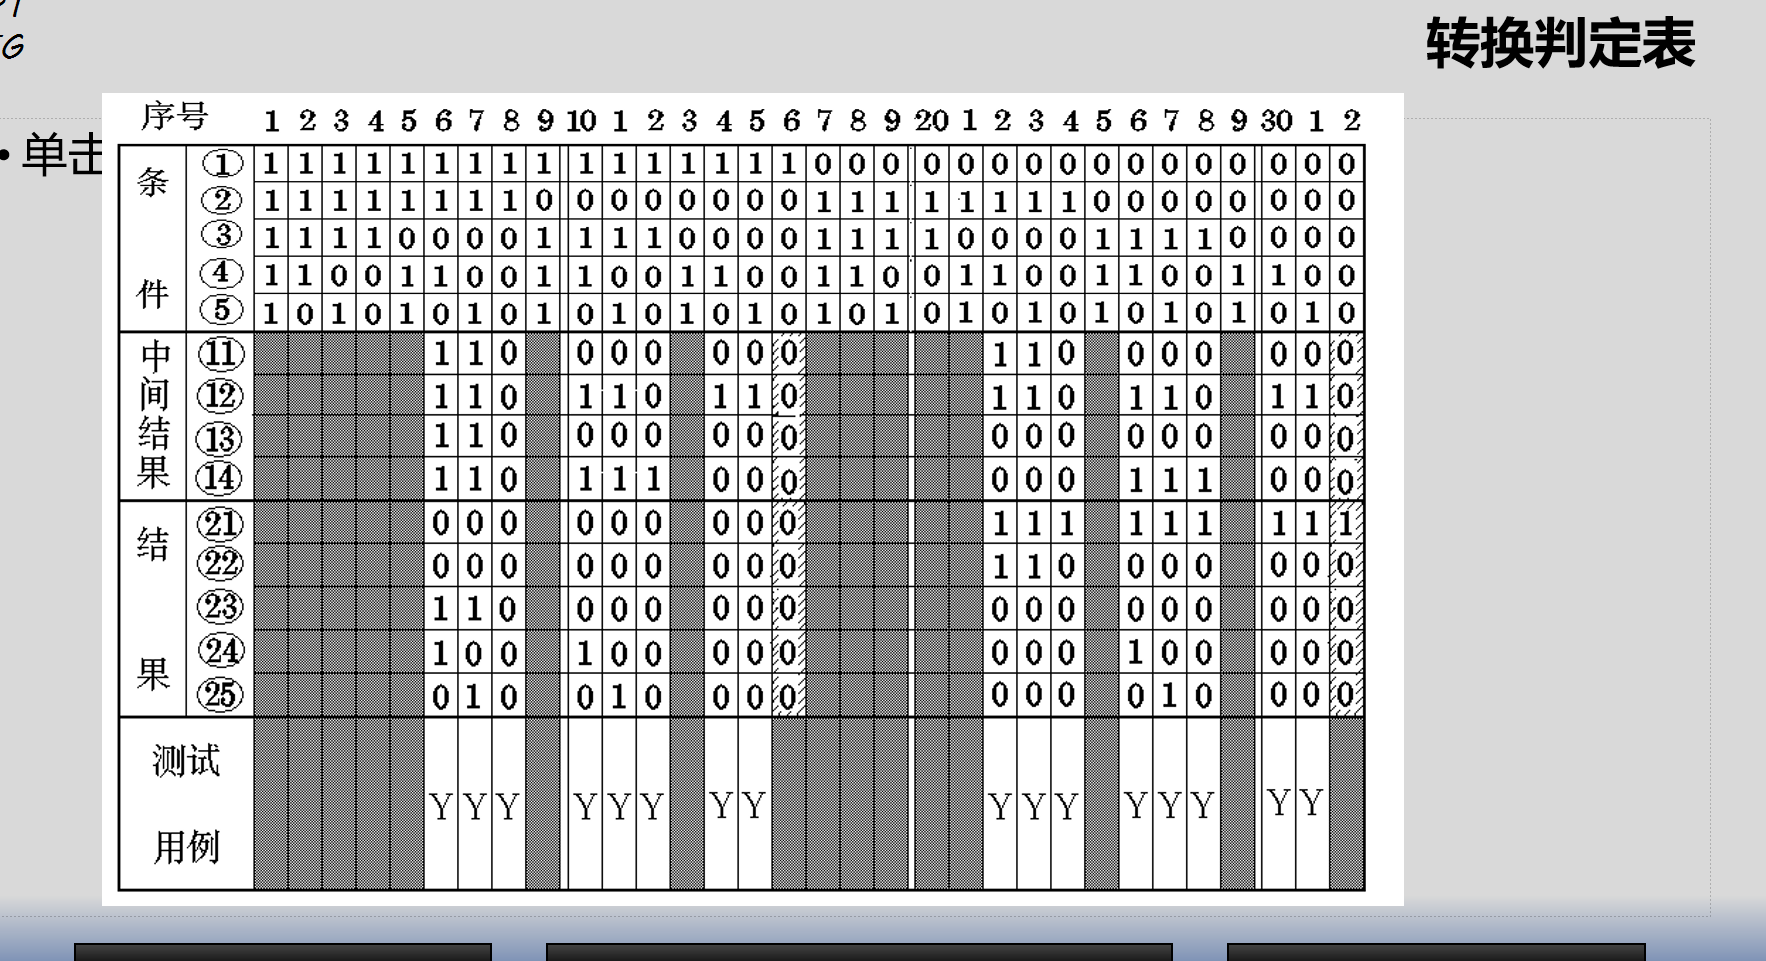 转换判定表
• 单击
序号 1 2 3 4 5 6 7 8 9 10 1 2 3 4 5 6 7 8 9 20 1 2 3 4 5 6 7 8 9 30 1 2
条件
① 1 1 1 1 1 1 1 1 1 1 1 1 1 1 1 1 0 0 0 0 0 0 0 0 0 0 0 0 0 0 0 0
② 1 1 1 1 1 1 1 1 0 0 0 0 0 0 0 0 1 1 1 1 1 1 1 1 0 0 0 0 0 0 0 0
③ 1 1 1 1 0 0 0 0 1 1 1 1 0 0 0 0 1 1 1 1 0 0 0 0 1 1 1 1 0 0 0 0
④ 1 1 0 0 1 1 0 0 1 1 0 0 1 1 0 0 1 1 0 0 1 1 0 0 1 1 0 0 1 1 0 0
⑤ 1 0 1 0 1 0 1 0 1 0 1 0 1 0 1 0 1 0 1 0 1 0 1 0 1 0 1 0 1 0 1 0
中间结果
⑪ 1 1 0 0 0 0 0 0 0 1 1 0 0 0 0 0 0 0
⑫ 1 1 0 1 1 0 1 1 0 1 1 0 1 1 0 1 1 0
⑬ 1 1 0 0 0 0 0 0 0 0 0 0 0 0 0 0 0 0
⑭ 1 1 0 1 1 1 0 0 0 0 0 0 1 1 1 0 0 0
结果
㉑ 0 0 0 0 0 0 0 0 0 1 1 1 1 1 1 1 1 1
㉒ 0 0 0 0 0 0 0 0 0 1 1 0 0 0 0 0 0 0
㉓ 1 1 0 0 0 0 0 0 0 0 0 0 0 0 0 0 0 0
㉔ 1 0 0 1 0 0 0 0 0 0 0 0 1 0 0 0 0 0
㉕ 0 1 0 0 1 0 0 0 0 0 0 0 0 1 0 0 0 0
测试
用例
Y Y Y Y Y Y Y Y Y Y Y Y Y Y Y Y